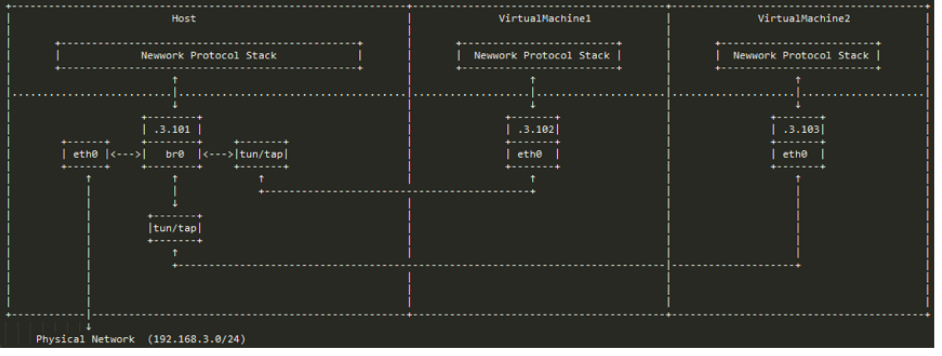 Host VirtualMachine1 VirtualMachine2
Newwork Protocol Stack Newwork Protocol Stack Newwork Protocol Stack
.3.101 .3.102 .3.103
eth0 br0 tun/tap eth0 eth0
tun/tap
Physical Network (192.168.3.0/24)